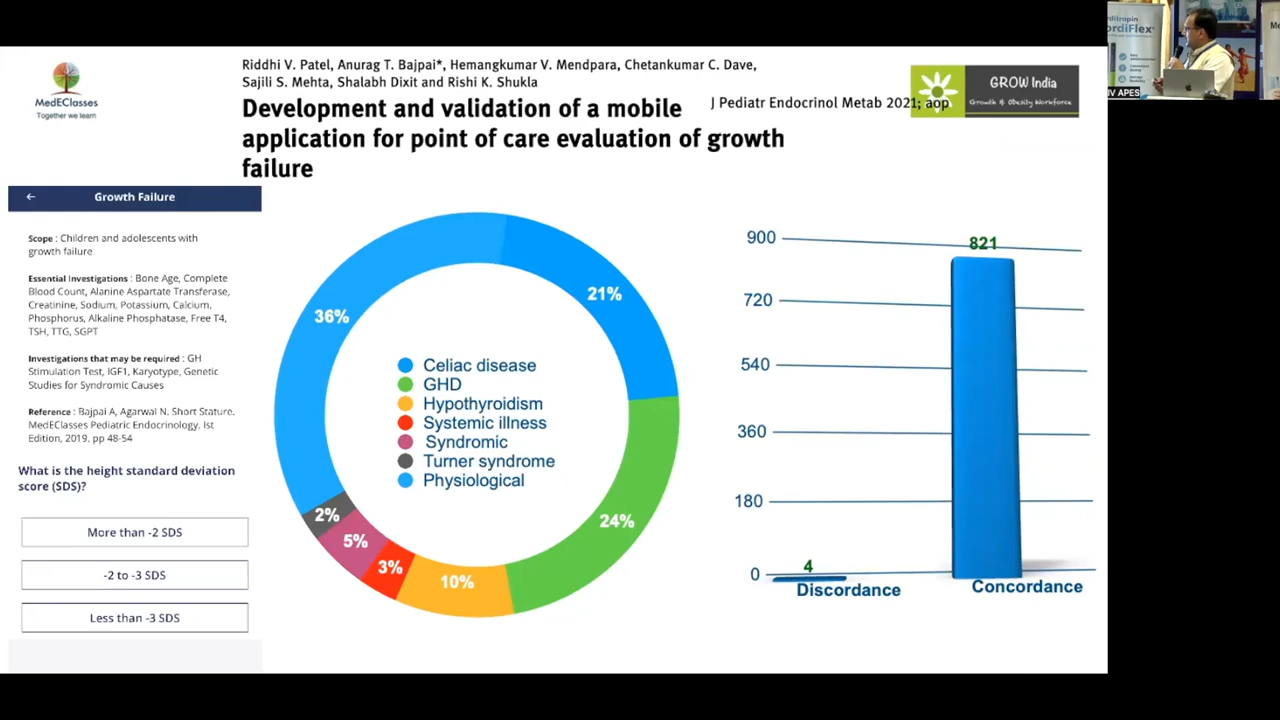 Riddhi V. Patel, Anurag T. Bajpai*, Hemangkumar V. Mendpara, Chetankumar C. Dave,
Sajili S. Mehta, Shalabh Dixit and Rishi K. Shukla
Development and validation of a mobile
application for point of care evaluation of growth
failure
J Pediatr Endocrinol Metab 2021; aop
MedEClasses
Together we learn
GROW India
Growth & Obesity Workforce
IV APES
Growth Failure
Scope : Children and adolescents with
growth failure
Essential Investigations : Bone Age, Complete
Blood Count, Alanine Aspartate Transferase,
Creatinine, Sodium, Potassium, Calcium,
Phosphorus, Alkaline Phosphatase, Free T4,
TSH, TTG, SGPT
Investigations that may be required : GH
Stimulation Test, IGF1, Karyotype, Genetic
Studies for Syndromic Causes
Reference : Bajpai A, Agarwal N. Short Stature.
MedEClasses Pediatric Endocrinology. Ist
Edition, 2019. pp 48-54
What is the height standard deviation
score (SDS)?
More than -2 SDS
-2 to -3 SDS
Less than -3 SDS
36%
21%
24%
10%
3%
5%
2%
Celiac disease
GHD
Hypothyroidism
Systemic illness
Syndromic
Turner syndrome
Physiological
900
720
540
360
180
0
821
4
Discordance
Concordance